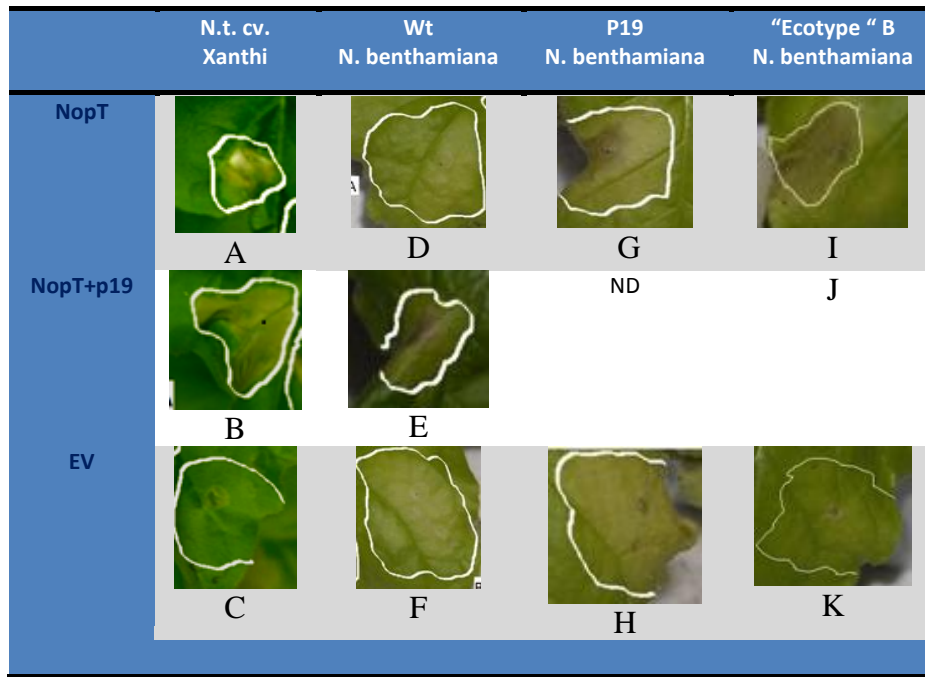 N.t. cv.
Xanthi
Wt
N. benthamiana
P19
N. benthamiana
“Ecotype “ B
N. benthamiana
NopT
A
A
D
G
I
NopT+p19
ND
J
B
E
EV
C
F
H
K